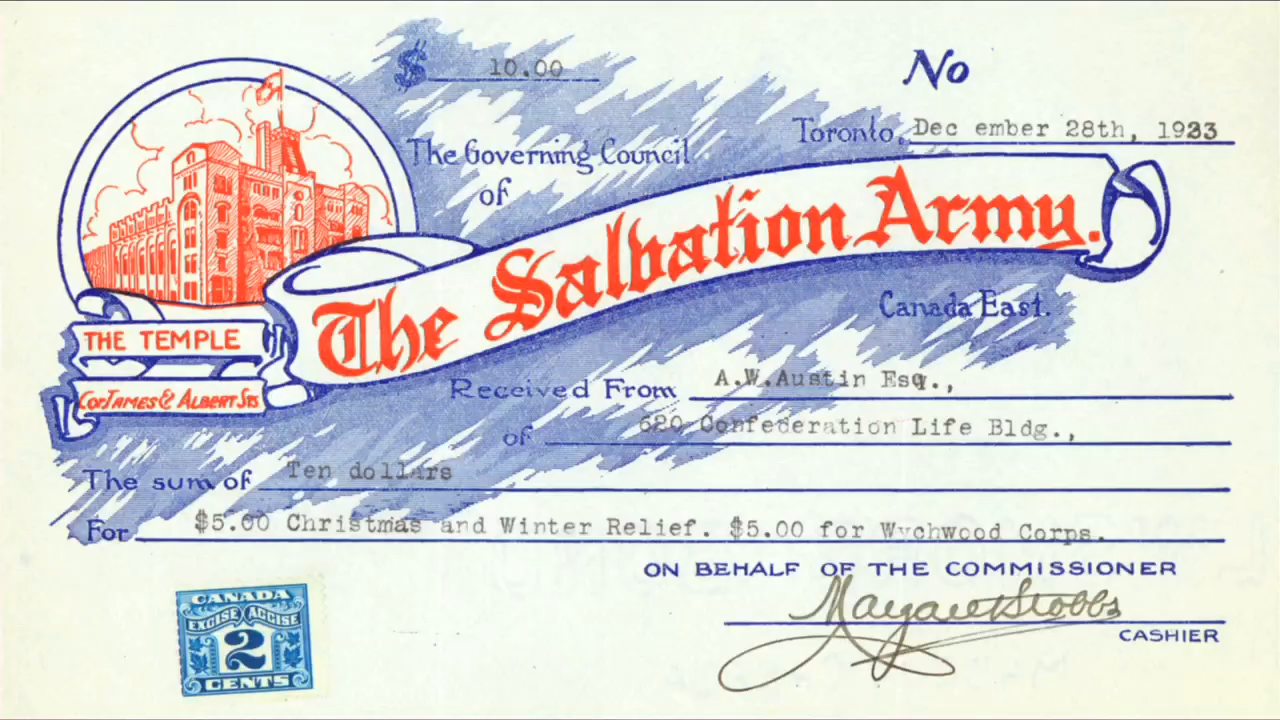 $ 10.00
No
Toronto, Dec ember 28th, 1933
The Governing Council
of
The Salvation Army.
Canada East.
THE TEMPLE
Cor JAMES & ALBERT STS
Received From A.W.Austin Esq.,
of 620 Confederation Life Bldg.,
The sum of Ten dollars
For $5.00 Christmas and Winter Relief. $5.00 for Wychwood Corps.
ON BEHALF OF THE COMMISSIONER
Stobbs
CASHIER
CANADA
EXCISE ACCISE
2
CENTS